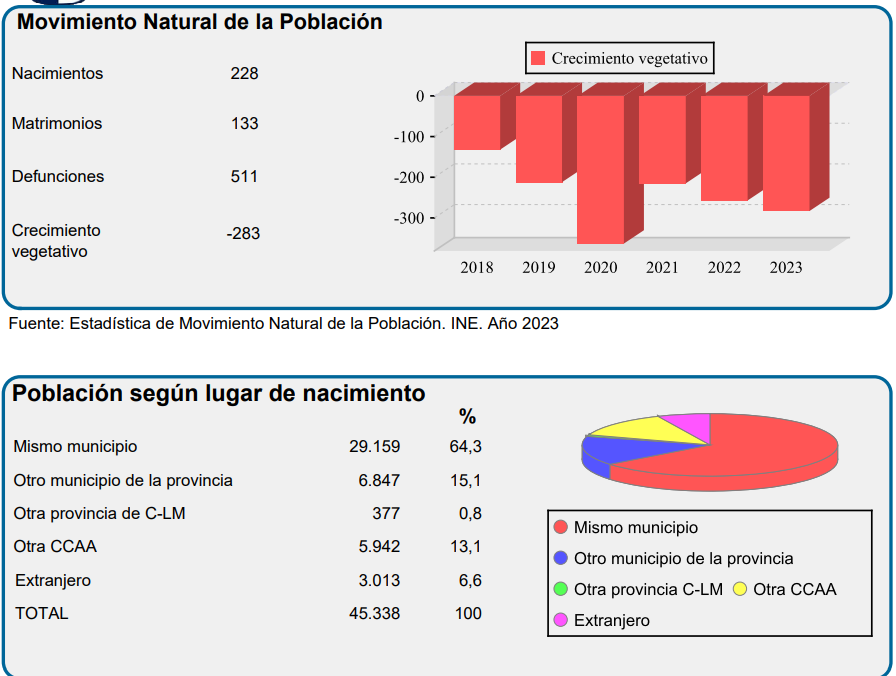 Movimiento Natural de la Población
Nacimientos 228
Matrimonios 133
Defunciones 511
Crecimiento
vegetativo -283
Crecimiento vegetativo
0
-100
-200
-300
2018 2019 2020 2021 2022 2023
Fuente: Estadística de Movimiento Natural de la Población. INE. Año 2023
Población según lugar de nacimiento
%
Mismo municipio 29.159 64,3
Otro municipio de la provincia 6.847 15,1
Otra provincia de C-LM 377 0,8
Otra CCAA 5.942 13,1
Extranjero 3.013 6,6
TOTAL 45.338 100
Mismo municipio
Otro municipio de la provincia
Otra provincia C-LM Otra CCAA
Extranjero